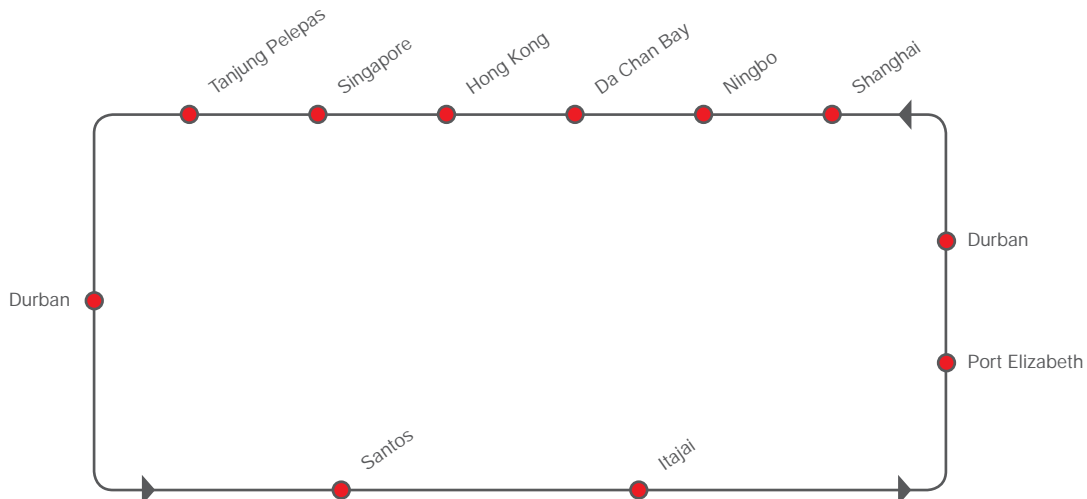 Tanjung Pelepas
Singapore
Hong Kong
Da Chan Bay
Ningbo
Shanghai
Durban
Durban
Port Elizabeth
Santos
Itajai